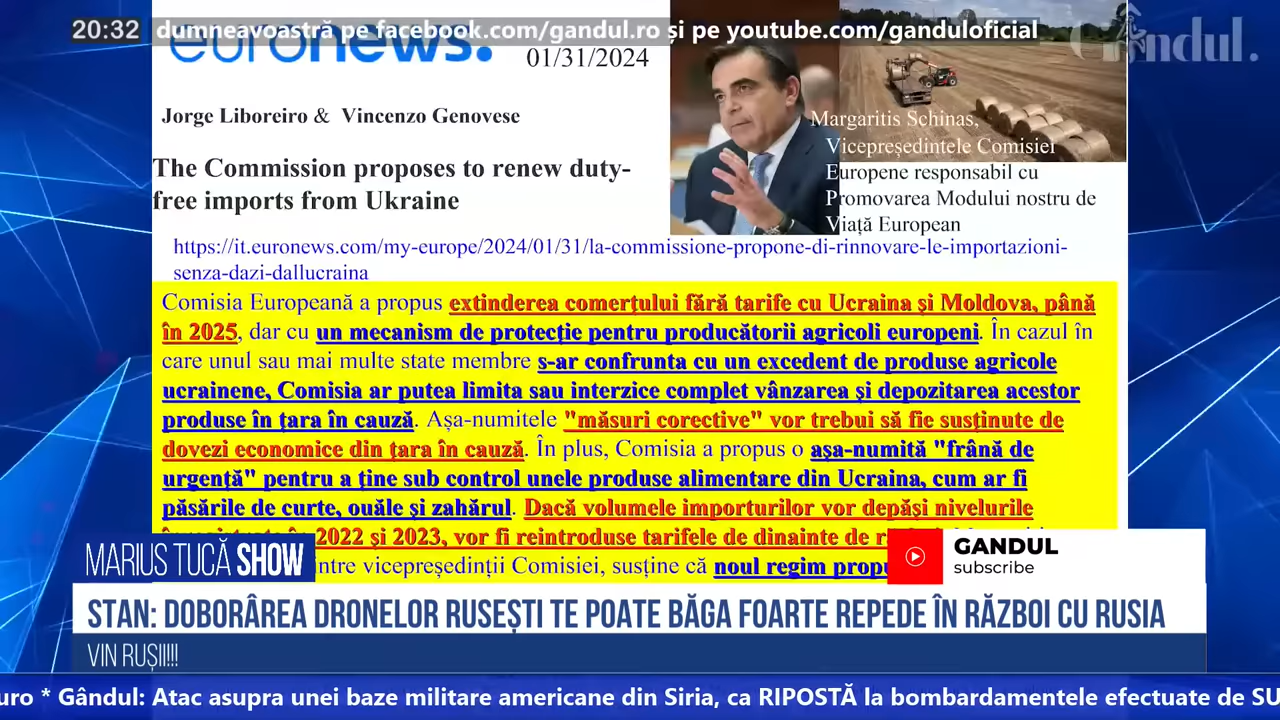 20:32 dumneavoastră pe facebook.com/gandul.ro și pe youtube.com/ganduloficial
Gândul.
euronews.
01/31/2024
Jorge Liboreiro & Vincenzo Genovese
The Commission proposes to renew duty-
free imports from Ukraine
Margaritis Schinas,
Vicepreședintele Comisiei
Europene responsabil cu
Promovarea Modului nostru de
Viață European
https://it.euronews.com/my-europe/2024/01/31/la-commissione-propone-di-rinnovare-le-importazioni-
senza-dazi-dallucraina
Comisia Europeană a propus extinderea comerțului fără tarife cu Ucraina și Moldova, până
în 2025, dar cu un mecanism de protecție pentru producătorii agricoli europeni. În cazul în
care unul sau mai multe state membre s-ar confrunta cu un excedent de produse agricole
ucrainene, Comisia ar putea limita sau interzice complet vânzarea și depozitarea acestor
produse în țara în cauză. Așa-numitele "măsuri corective" vor trebui să fie susținute de
dovezi economice din țara în cauză. În plus, Comisia a propus o așa-numită "frână de
urgență" pentru a ține sub control unele produse alimentare din Ucraina, cum ar fi
păsările de curte, ouăle și zahărul. Dacă volumele importurilor vor depăși nivelurile
2022 și 2023, vor fi reintroduse tarifele de dinainte de
intre vicepreședinții Comisiei, susține că noul regim propu
MARIUS TUCĂ SHOW
GANDUL
subscribe
STAN: DOBORÂREA DRONELOR RUSEȘTI TE POATE BĂGA FOARTE REPEDE ÎN RĂZBOI CU RUSIA
VIN RUȘII!!!
uro * Gândul: Atac asupra unei baze militare americane din Siria, ca RIPOSTĂ la bombardamentele efectuate de SU